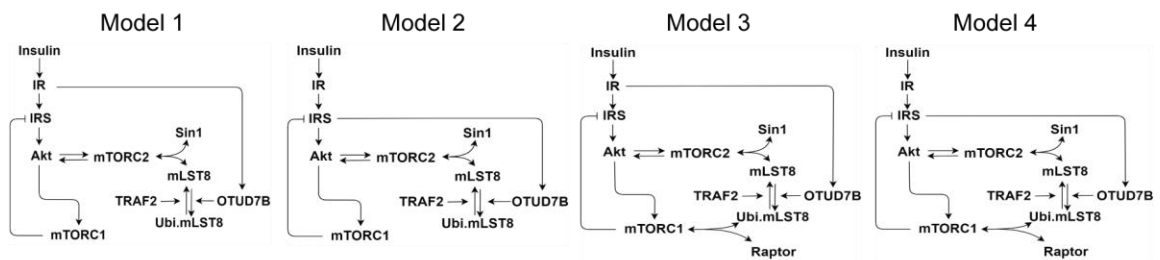 Model 1
Insulin
IR
IRS
Sin1
Akt
mTORC2
mLST8
TRAF2
OTUD7B
Ubi.mLST8
mTORC1
Model 2
Insulin
IR
IRS
Sin1
Akt
mTORC2
mLST8
TRAF2
OTUD7B
Ubi.mLST8
mTORC1
Model 3
Insulin
IR
IRS
Sin1
Akt
mTORC2
mLST8
TRAF2
OTUD7B
Ubi.mLST8
mTORC1
Raptor
Model 4
Insulin
IR
IRS
Sin1
Akt
mTORC2
mLST8
TRAF2
OTUD7B
Ubi.mLST8
mTORC1
Raptor